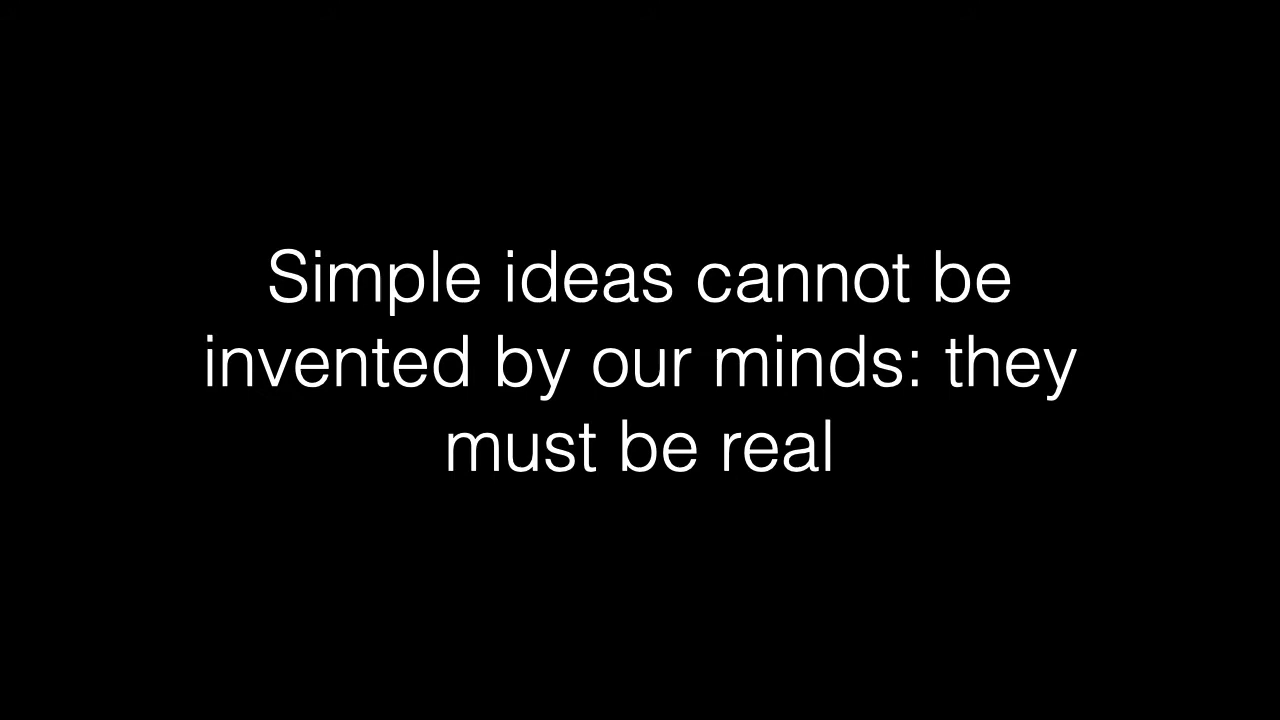 Simple ideas cannot be
invented by our minds: they
must be real